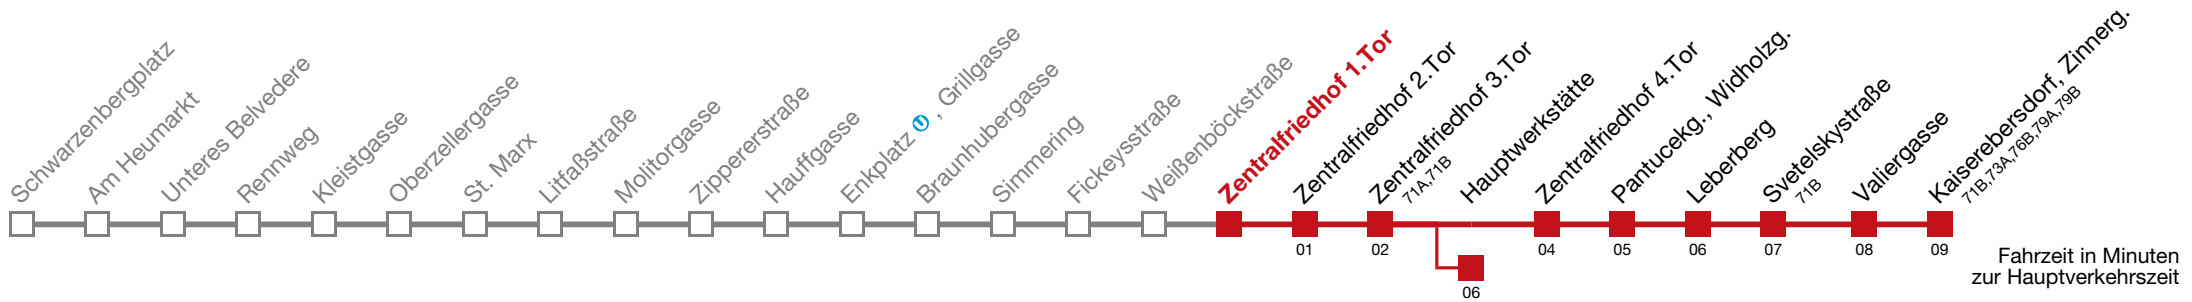 Schwarzenbergplatz
Am Heumarkt
Unteres Belvedere
Rennweg
Kleistgasse
Oberzellergasse
St. Marx
Litfaßstraße
Molitorgasse
Zippererstraße
Hauffgasse
Enkplatz U, Grillgasse
Braunhubergasse
Simmering
Fickeysstraße
Weißenböckstraße
Zentralfriedhof 1.Tor
Zentralfriedhof 2.Tor
Zentralfriedhof 3.Tor
71A,71B
Hauptwerkstätte
Zentralfriedhof 4.Tor
Pantucekg., Widholzg.
Leberberg
Svetelskystraße
71B
Valiergasse
Kaiserebersdorf, Zinnerg.
71B,73A,76B,79A,79B
01 02 04 05 06 07 08 09
06
Fahrzeit in Minuten
zur Hauptverkehrszeit